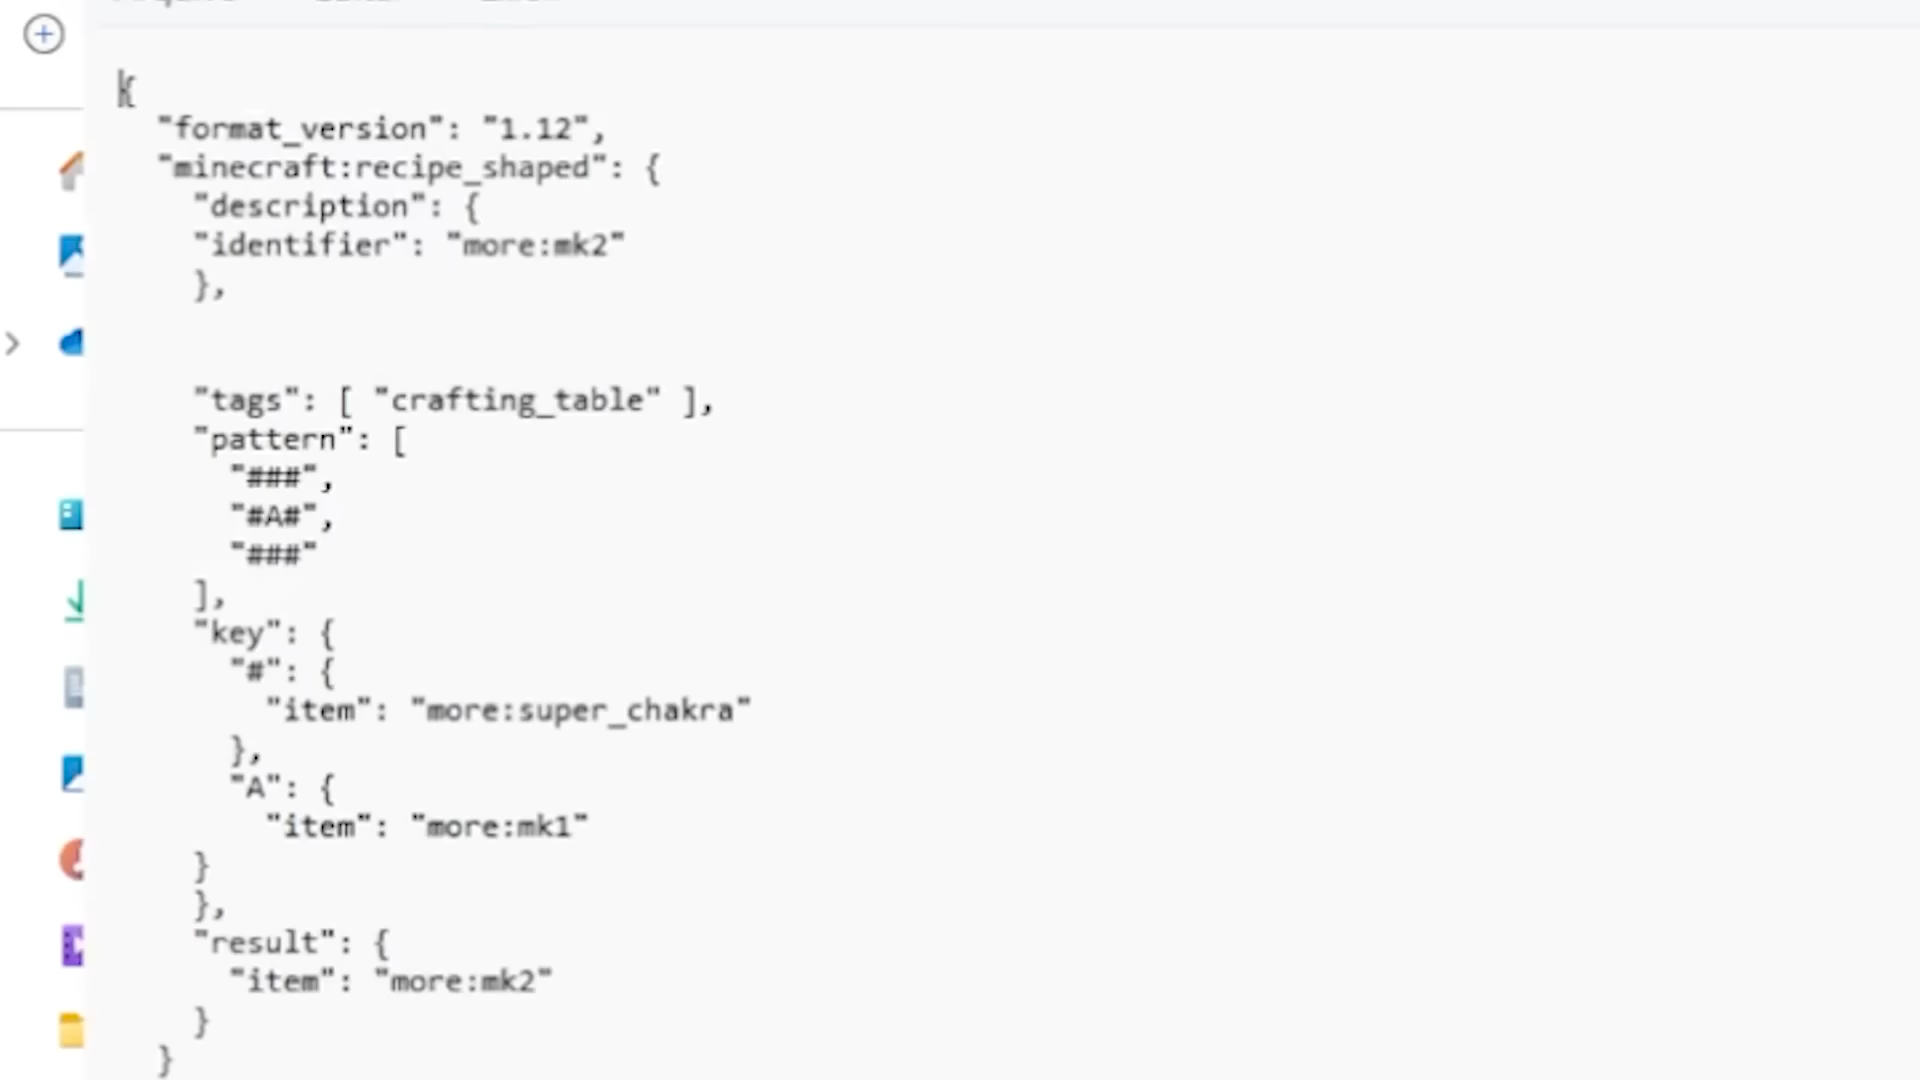 {
"format_version": "1.12",
"minecraft:recipe_shaped": {
"description": {
"identifier": "more:mk2"
},
"tags": [ "crafting_table" ],
"pattern": [
"###",
"#A#",
"###"
],
"key": {
"#": {
"item": "more:super_chakra"
},
"A": {
"item": "more:mk1"
}
},
"result": {
"item": "more:mk2"
}
}